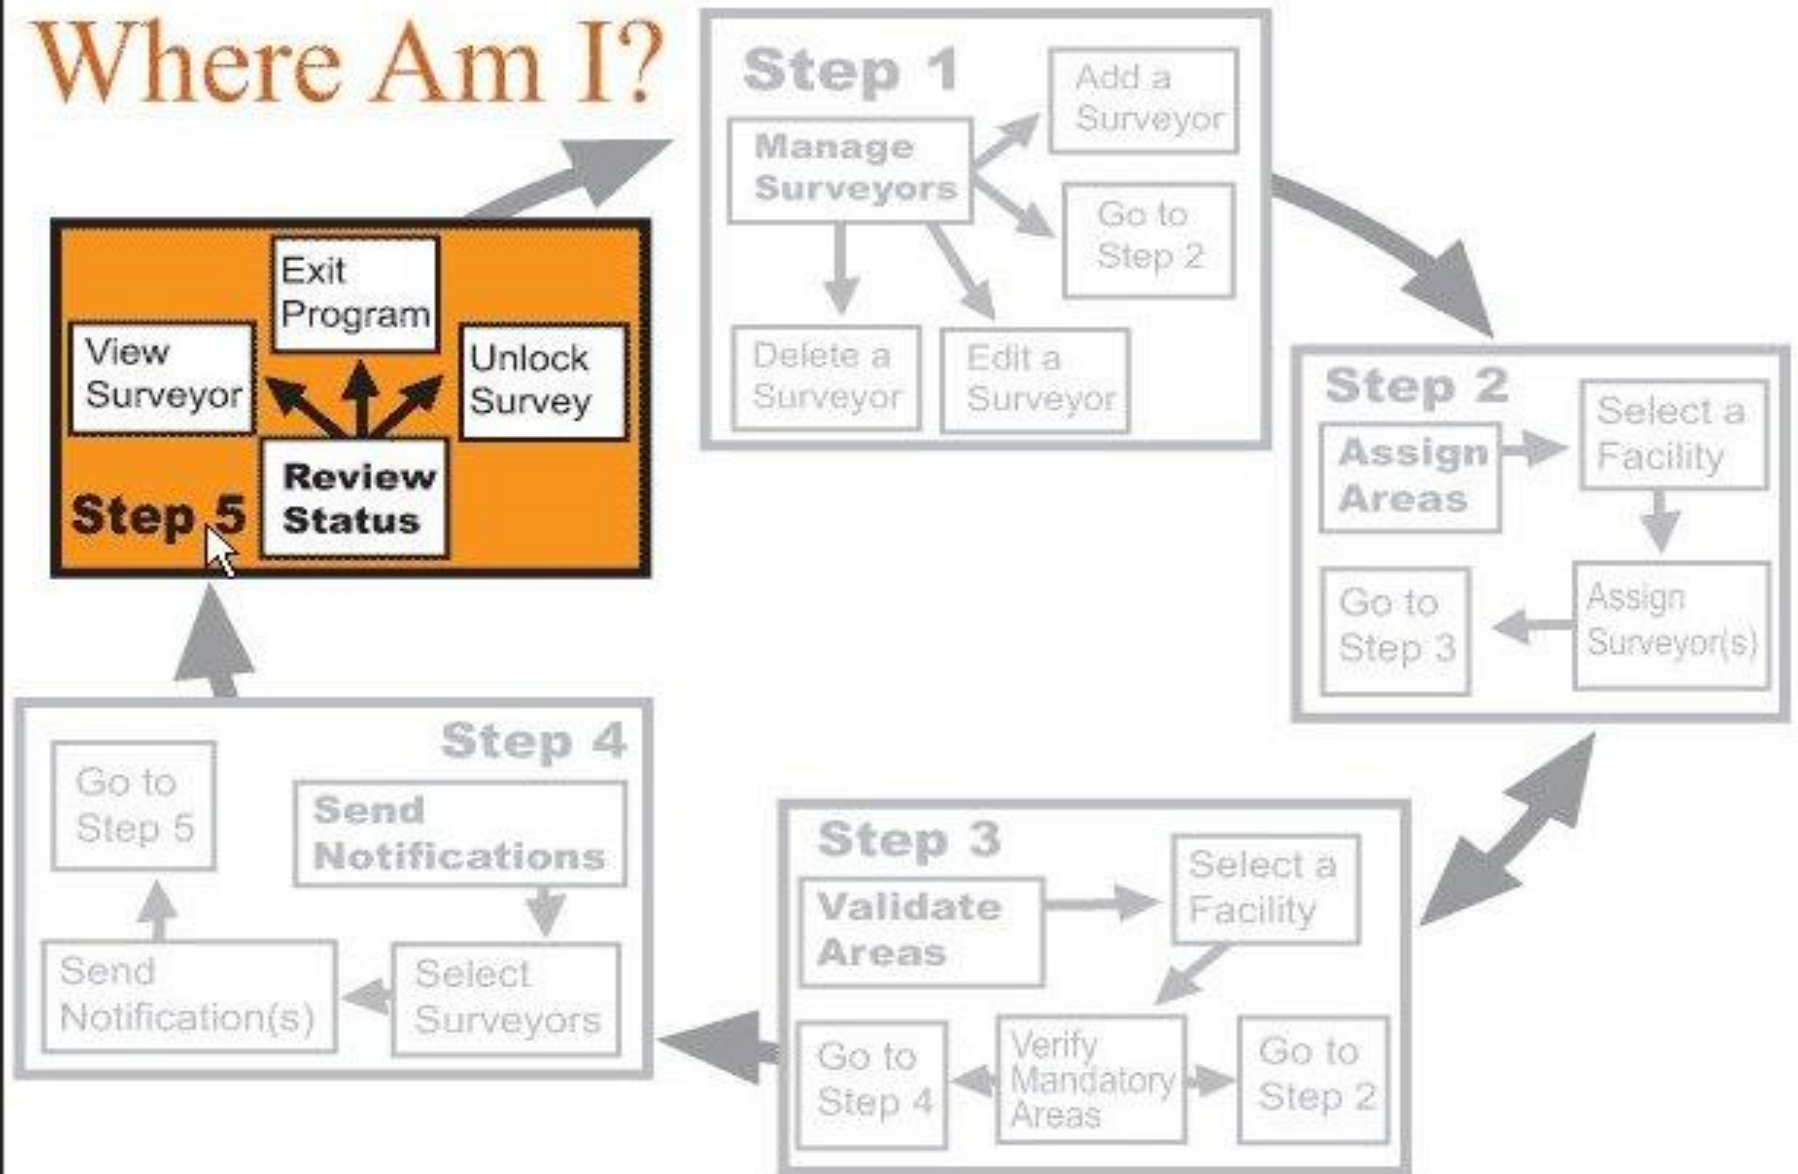 Where Am I?
Step 1
Manage
Surveyors
Add a
Surveyor
Go to
Step 2
Delete a
Surveyor
Edit a
Surveyor
Step 2
Assign
Areas
Select a
Facility
Assign
Surveyor(s)
Go to
Step 3
Step 3
Validate
Areas
Select a
Facility
Verify
Mandatory
Areas
Go to
Step 4
Go to
Step 2
Step 4
Send
Notifications
Select
Surveyors
Send
Notification(s)
Go to
Step 5
Step 5
Review
Status
View
Surveyor
Exit
Program
Unlock
Survey